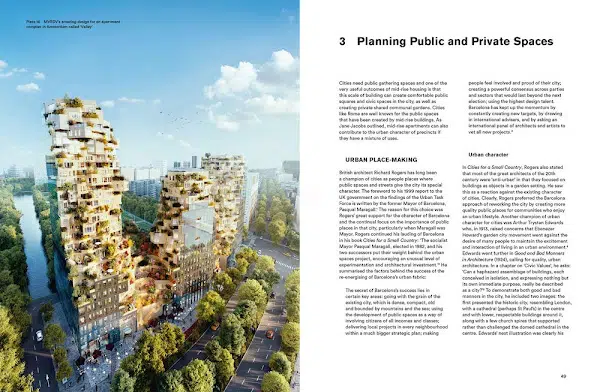 Plate 16 MVRDV's amazing design for an apartment
complex in Amsterdam called 'Valley'
3 Planning Public and Private Spaces
Cities need public gathering spaces and one of the
very useful outcomes of mid-rise housing is that
this scale of building can create comfortable public
squares and civic spaces in the city, as well as
creating private shared communal gardens. Cities
like Rome are well known for the public spaces
that have been created by mid-rise buildings. As
Jane Jacobs outlined, mid-rise apartments can also
contribute to the urban character of precincts if
they have a mixture of uses.
URBAN PLACE-MAKING
British architect Richard Rogers has long been
a champion of cities as people places where
public spaces and streets give the city its special
character. The foreword to his 1999 report to the
UK government on the findings of the Urban Task
Force is written by the former Mayor of Barcelona,
Pasqual Maragall. The reason for this choice was
Rogers' great support for the character of Barcelona
and the continual focus on the importance of public
places in that city, particularly when Maragall was
Mayor. Rogers continued his lauding of Barcelona
in his book Cities for a Small Country: 'The socialist
Mayor Pasqual Maragall, elected in 1982, and his
two successors put their weight behind the urban
spaces project, encouraging an unusual level of
experimentation and architectural investment.' He
summarised the factors behind the success of the
re-energising of Barcelona's urban fabric:
The secret of Barcelona's success lies in
certain key areas: going with the grain of the
existing city, which is dense, compact, old
and bounded by mountains and the sea; using
the development of public spaces as a way of
involving citizens of all incomes and classes;
delivering local projects in every neighbourhood
within a much bigger strategic plan; making
people feel involved and proud of their city;
creating a powerful consensus across parties
and sectors that would last beyond the next
election; using the highest design talent.
Barcelona has kept up the momentum by
constantly creating new targets, by drawing
in international advisers, and by asking an
international panel of architects and artists to
vet all new projects.
Urban character
In Cities for a Small Country, Rogers also stated
that most of the great architects of the 20th
century were 'anti-urban' in that they focused on
buildings as objects in a garden setting. He saw
this as a reaction against the existing character
of cities. Clearly, Rogers preferred the Barcelona
approach of reworking the city by creating more
quality public places for communities who enjoy
an urban lifestyle. Another champion of urban
character for cities was Arthur Trystan Edwards
who, in 1913, raised concerns that Ebenezer
Howard's garden city movement went against the
desire of many people to maintain the excitement
and interaction of living in an urban environment.
Edwards went further in Good and Bad Manners
in Architecture (1924), calling for quality, urban
architecture. In a chapter on 'Civic Values', he asks:
'Can a haphazard assemblage of buildings, each
conceived in isolation, and expressing nothing but
its own immediate purpose, really be described
as a city?' To demonstrate both good and bad
manners in the city, he included two images: the
first presented the historic city, resembling London,
with a cathedral (perhaps St Paul's) in the centre
and with lower, respectable buildings around it,
along with a few church spires that supported
rather than challenged the domed cathedral in the
centre. Edwards' next illustration was clearly his
49